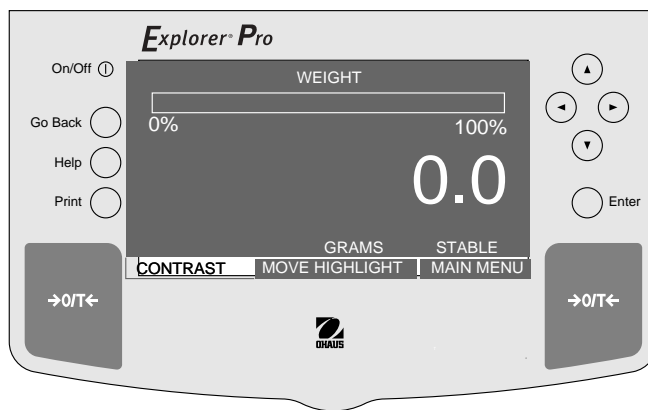 Explorer® Pro
On/Off
WEIGHT
Go Back
0% 100%
Help
0.0
Print
Enter
GRAMS STABLE
CONTRAST MOVE HIGHLIGHT MAIN MENU
→0/T← →0/T←
OHAUS